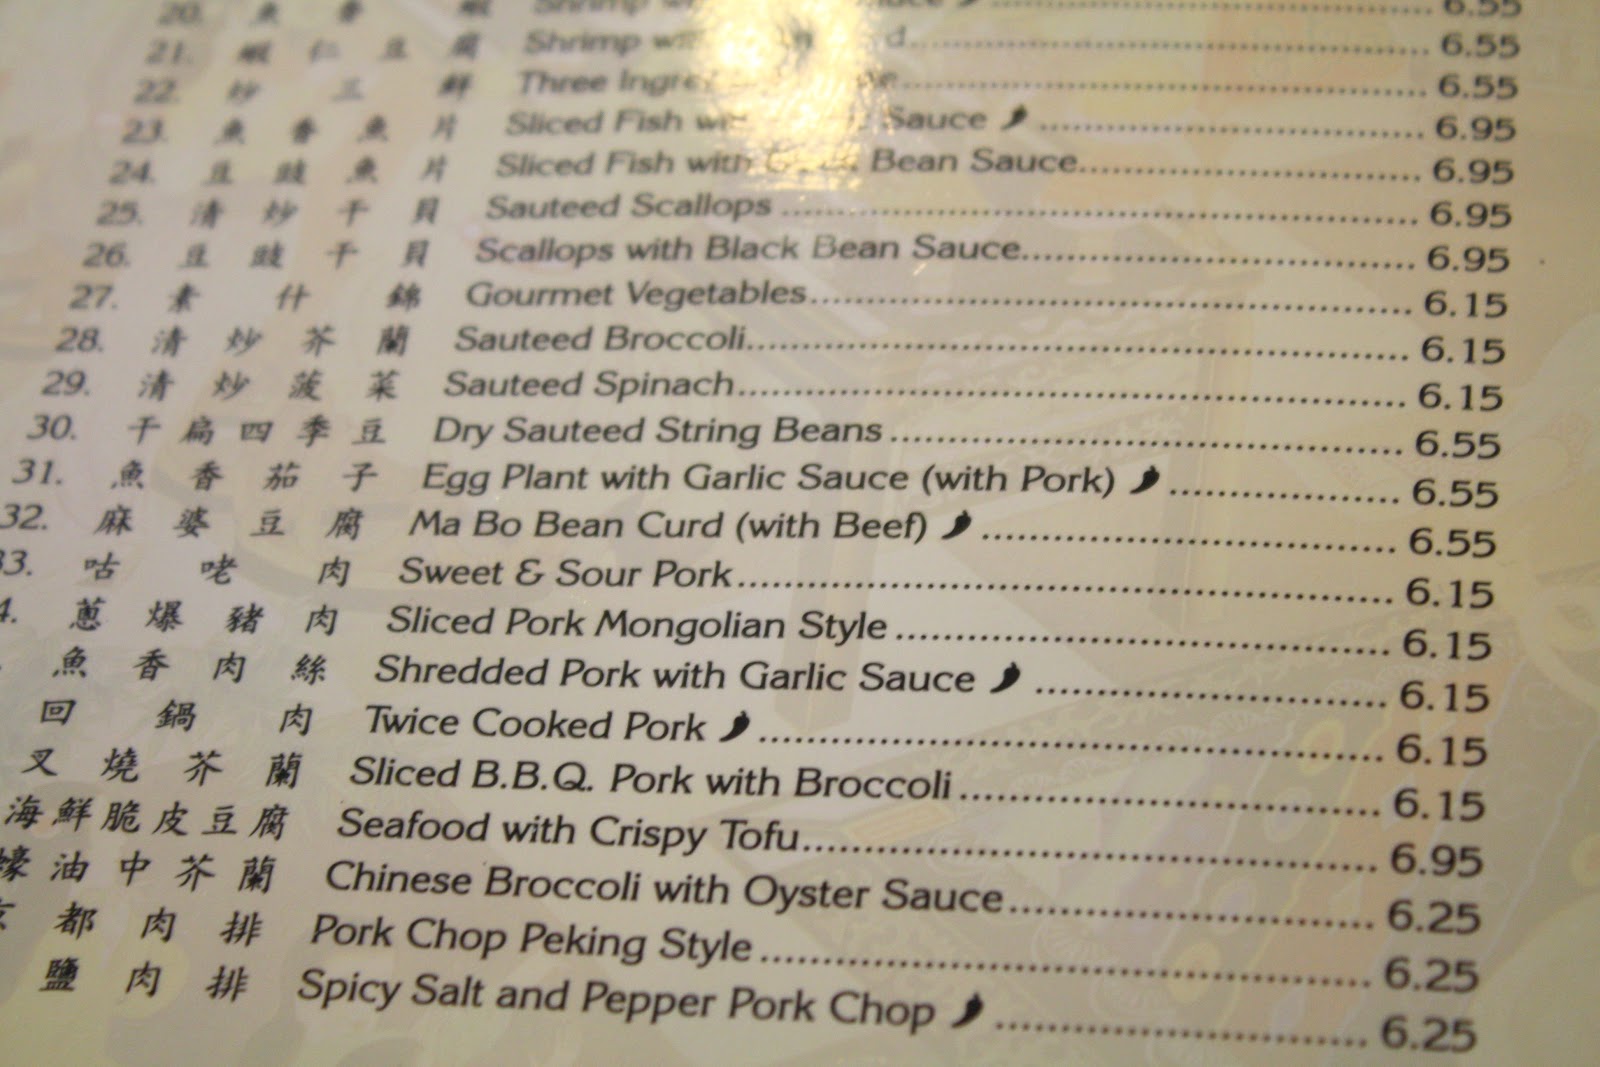 20. 魚香蝦 Shrimp 6.55
21. 蝦仁豆腐 Shrimp 6.55
22. 炒三鮮 Three 6.55
23. 魚香魚片 Sliced Fish Sauce 6.95
24. 豆豉魚片 Sliced Fish with Bean Sauce 6.95
25. 清炒干貝 Sauteed Scallops 6.95
26. 豆豉干貝 Scallops with Black Bean Sauce 6.95
27. 素什錦 Gourmet Vegetables 6.15
28. 清炒芥蘭 Sauteed Broccoli 6.15
29. 清炒菠菜 Sauteed Spinach 6.15
30. 干扁四季豆 Dry Sauteed String Beans 6.55
31. 魚香茄子 Egg Plant with Garlic Sauce (with Pork) 6.55
32. 麻婆豆腐 Ma Bo Bean Curd (with Beef) 6.55
33. 咕咾肉 Sweet & Sour Pork 6.15
4. 蔥爆豬肉 Sliced Pork Mongolian Style 6.15
魚香肉絲 Shredded Pork with Garlic Sauce 6.15
回鍋肉 Twice Cooked Pork 6.15
叉燒芥蘭 Sliced B.B.Q. Pork with Broccoli 6.15
海鮮脆皮豆腐 Seafood with Crispy Tofu 6.95
蠔油中芥蘭 Chinese Broccoli with Oyster Sauce 6.25
京都肉排 Pork Chop Peking Style 6.25
鹽肉排 Spicy Salt and Pepper Pork Chop 6.25